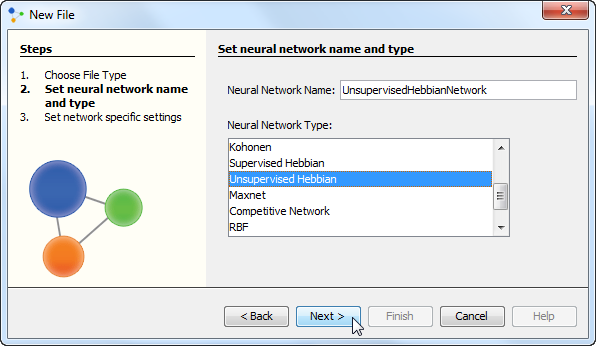 New File
Steps
1. Choose File Type
2. Set neural network name
and type
3. Set network specific settings
Set neural network name and type
Neural Network Name: UnsupervisedHebbianNetwork
Neural Network Type:
Kohonen
Supervised Hebbian
Unsupervised Hebbian
Maxnet
Competitive Network
RBF
< Back Next > Finish Cancel Help